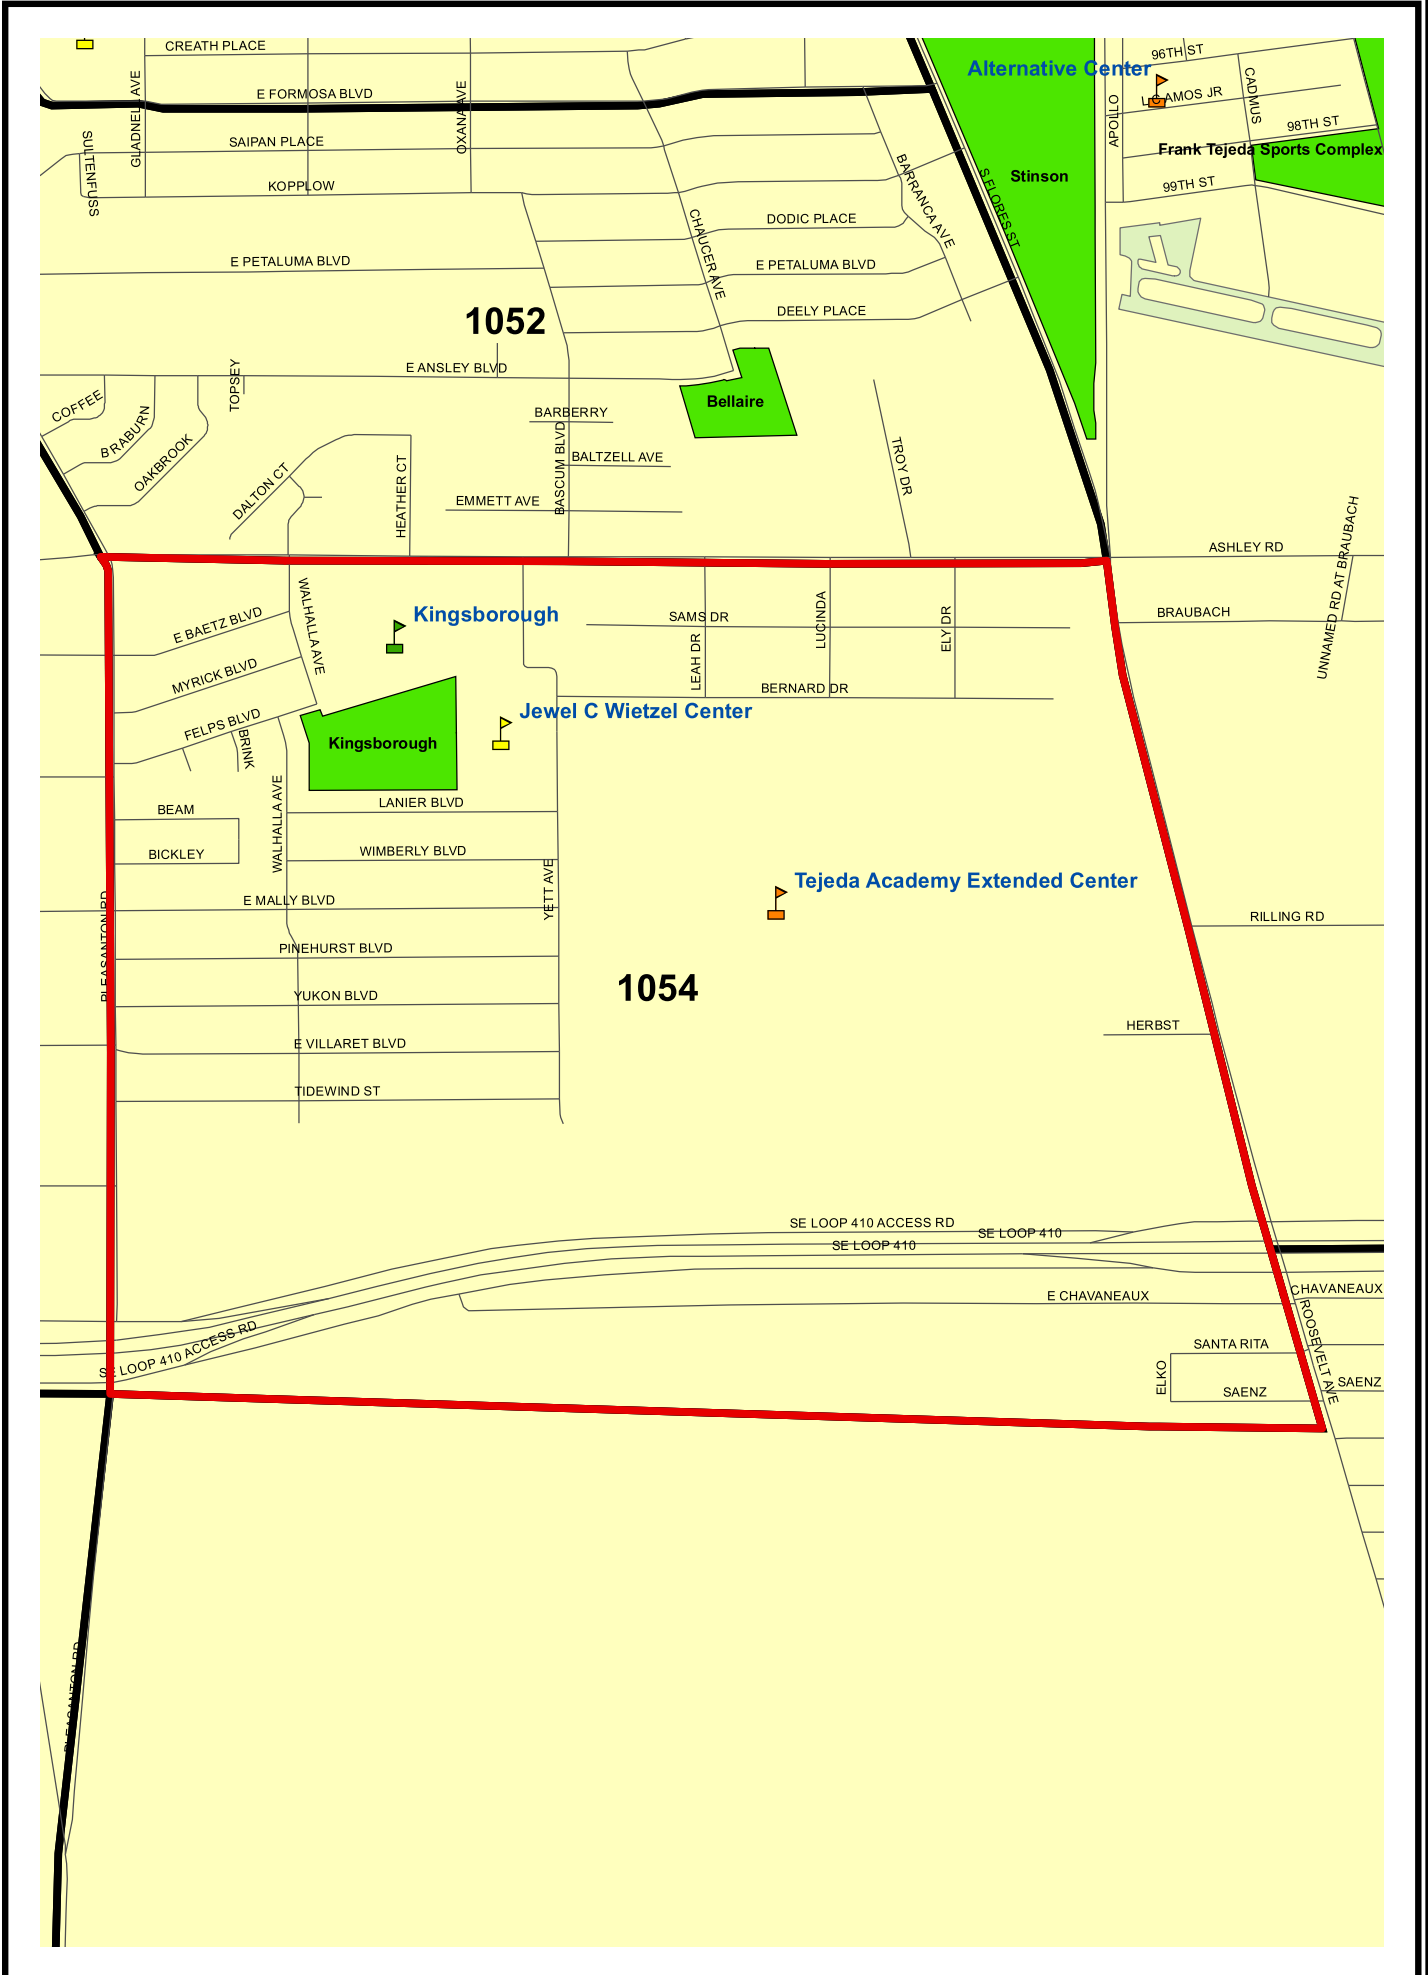 CREATH PLACE
96TH ST
Alternative Center
GLADNELL AVE
E FORMOSA BLVD
OXANA AVE
L C AMOS JR
CADMUS
APOLLO
98TH ST
SULTENFUSS
SAIPAN PLACE
Frank Tejeda Sports Complex
KOPPLOW
BARRANCA AVE
Stinson
99TH ST
S FLORES ST
DODIC PLACE
CHAUCER AVE
E PETALUMA BLVD
E PETALUMA BLVD
1052
DEELY PLACE
E ANSLEY BLVD
TOPSEY
COFFEE
BRABURN
OAKBROOK
BARBERRY
Bellaire
BASCUM BLVD
BALTZELL AVE
TROY DR
DALTON CT
HEATHER CT
EMMETT AVE
ASHLEY RD
UNNAMED RD AT BRAUBACH
WALHALLA AVE
E BAETZ BLVD
Kingsborough
SAMS DR
LUCINDA
ELY DR
BRAUBACH
LEAH DR
MYRICK BLVD
BERNARD DR
FELPS BLVD
Jewel C Wietzel Center
BRINK
Kingsborough
WALHALLA AVE
BEAM
LANIER BLVD
BICKLEY
WIMBERLY BLVD
Tejeda Academy Extended Center
YETT AVE
E MALLY BLVD
RILLING RD
PLEASANTON RD
PINEHURST BLVD
1054
YUKON BLVD
HERBST
E VILLARET BLVD
TIDEWIND ST
SE LOOP 410 ACCESS RD
SE LOOP 410
SE LOOP 410
E CHAVANEAUX
CHAVANEAUX
SE LOOP 410 ACCESS RD
ROOSEVELT AVE
SANTA RITA
ELKO
SAENZ
SAENZ
PLEASANTON RD